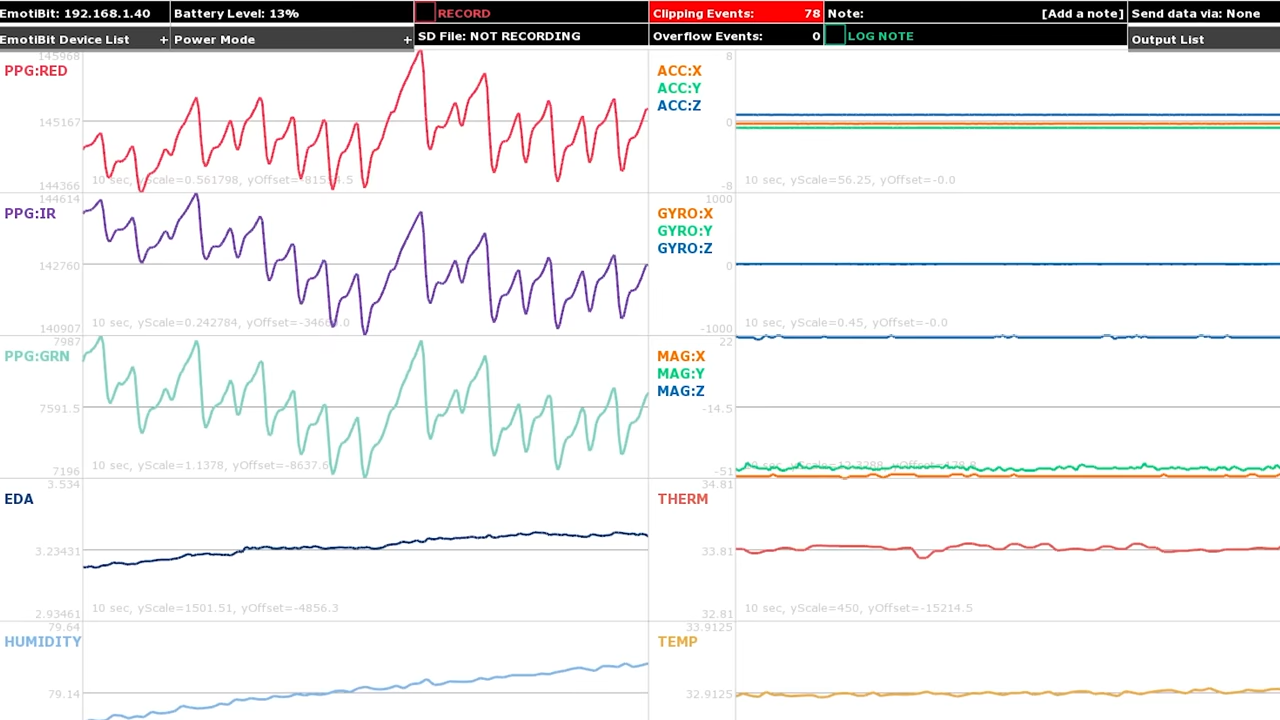 EmotiBit: 192.168.1.40 Battery Level: 13% RECORD Clipping Events: 78 Note: [Add a note] Send data via: None
EmotiBit Device List + Power Mode + SD File: NOT RECORDING Overflow Events: 0 LOG NOTE Output List
145968
PPG:RED
145167
10 sec, yScale=0.561798,
144366
144614
PPG:IR
142760
10 sec, yScale=0.242784,
140907
7987
PPG:GRN
7591.5
10 sec, yScale=1.1378, yOffset=-8637.6
7196
3.534
EDA
3.23431
10 sec, yScale=1501.51, yOffset=-4856.3
2.93461
79.64
HUMIDITY
79.14
8
ACC:X
ACC:Y
ACC:Z
0
10 sec, yScale=56.25, yOffset=-0.0
-8
1000
GYRO:X
GYRO:Y
GYRO:Z
0
10 sec, yScale=0.45, yOffset=-0.0
-1000
22
MAG:X
MAG:Y
MAG:Z
-14.5
-51
34.81
THERM
33.81
10 sec, yScale=450, yOffset=-15214.5
32.81
33.9125
TEMP
32.9125